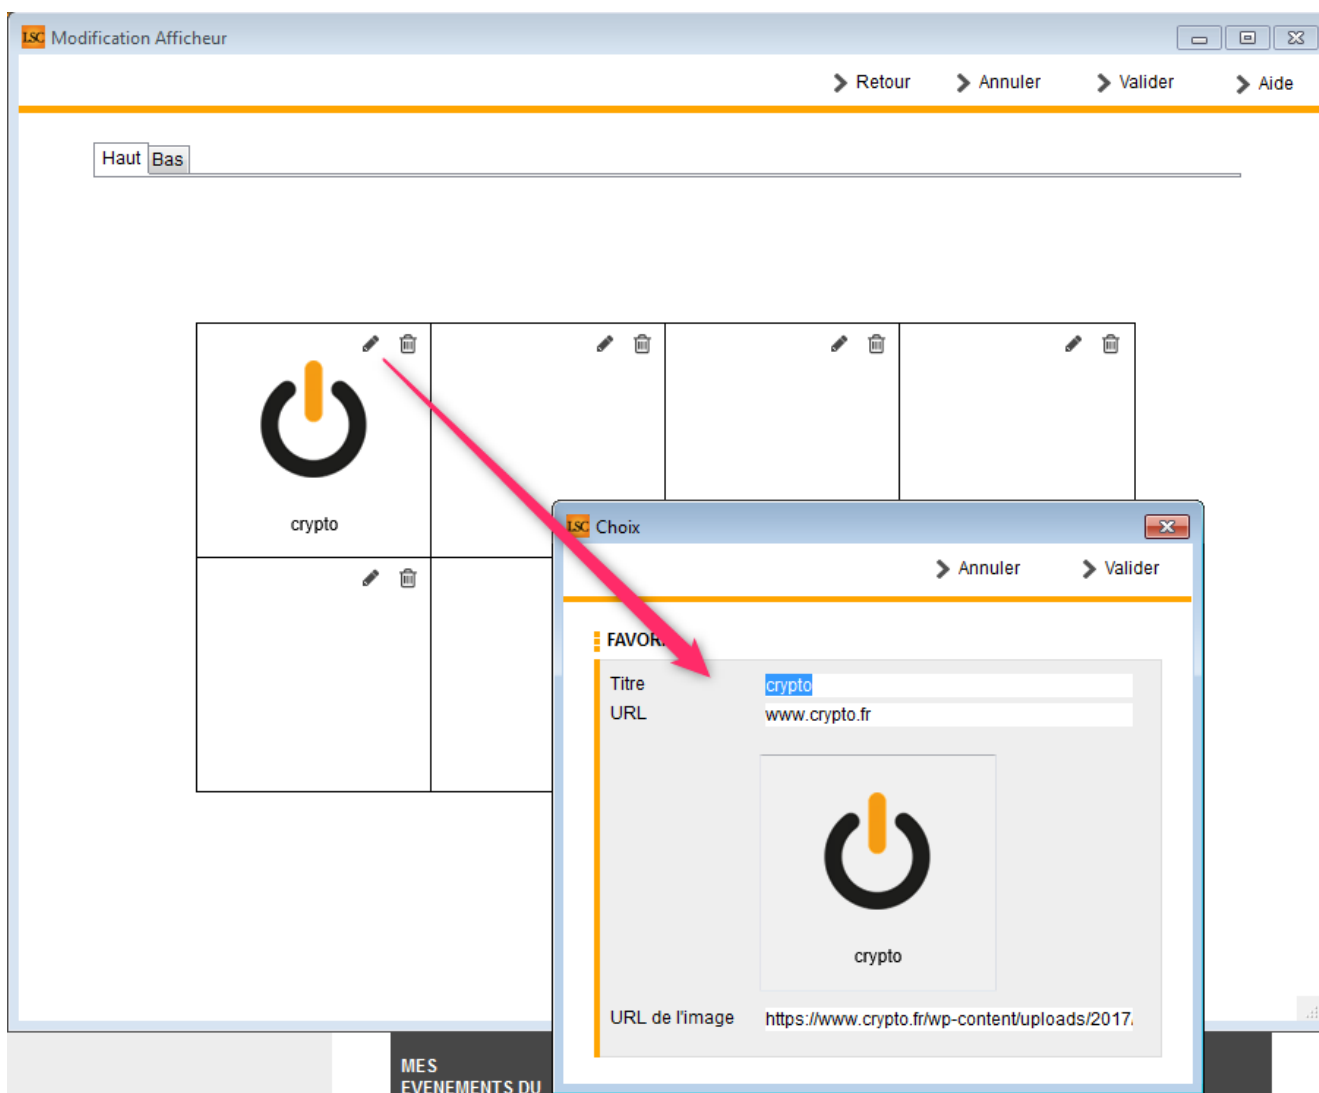 LSC Modification Afficheur
Retour Annuler Valider Aide
Haut Bas
crypto
LSC Choix
Annuler Valider
Titre crypto
URL www.crypto.fr
crypto
URL de l'image https://www.crypto.fr/wp-content/uploads/2017
MES
EVENEMENTS DU